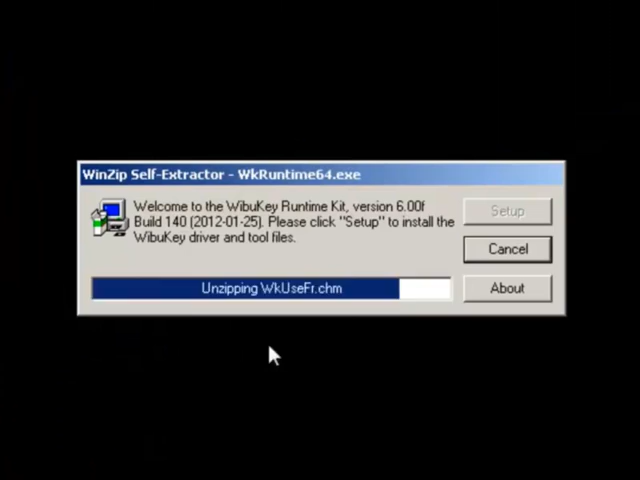 WinZip Self-Extractor - WkRuntime64.exe
Welcome to the WibuKey Runtime Kit, version 6.00f
Build 140 (2012-01-25). Please click "Setup" to install the
WibuKey driver and tool files.
Setup
Cancel
Unzipping WkUseFr.chm
About